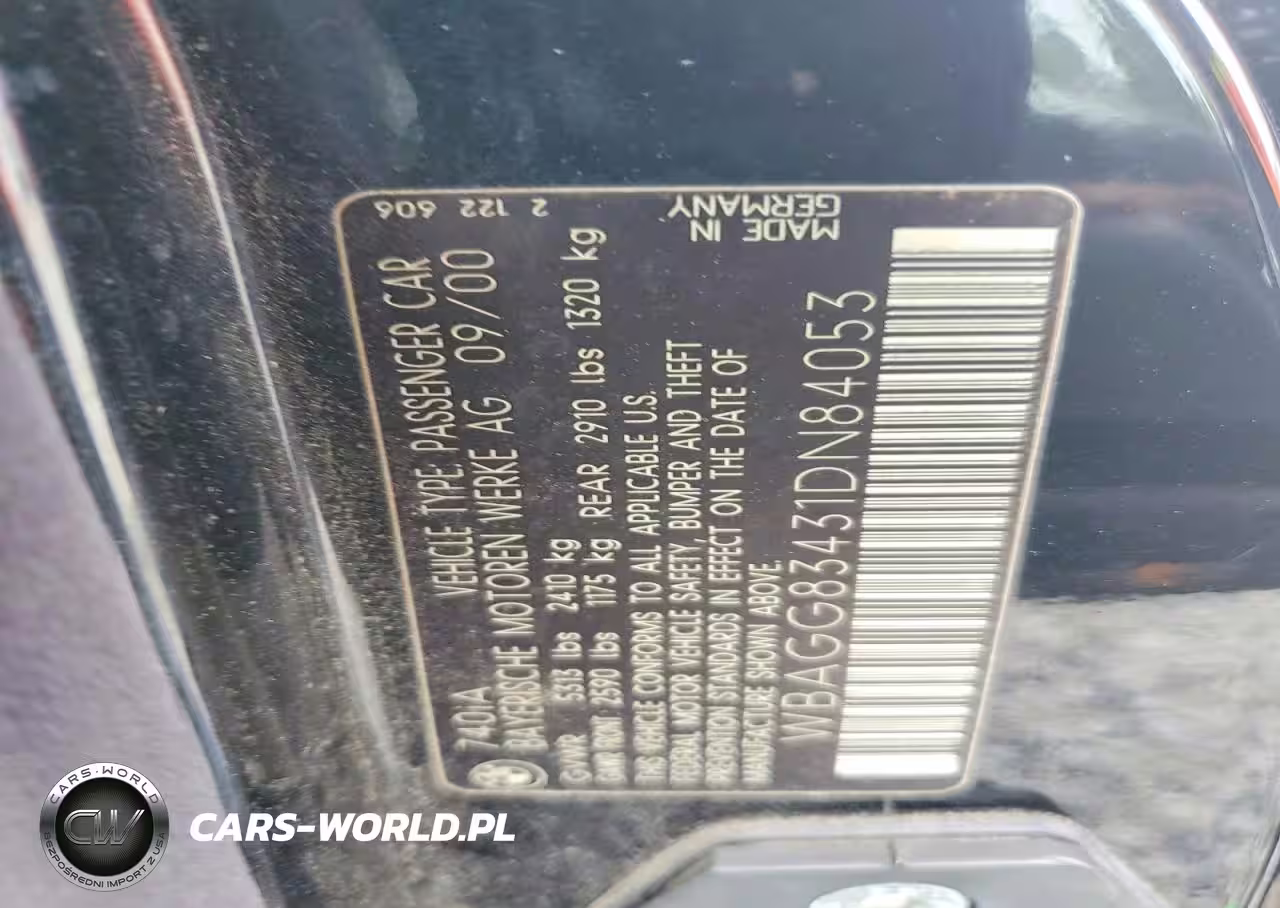 740iA VEHICLE TYPE: PASSENGER CAR
BAYERISCHE MOTOREN WERKE AG 09/00
GVWR 5313 lbs 2410 kg
GAWR FRONT 2590 lbs 1175 kg REAR 2910 lbs 1320 kg
THIS VEHICLE CONFORMS TO ALL APPLICABLE U.S.
FEDERAL MOTOR VEHICLE SAFETY, BUMPER AND THEFT
PREVENTION STANDARDS IN EFFECT ON THE DATE OF
MANUFACTURE SHOWN ABOVE.
VBAGG83431DN84053
2 122 606
MADE IN
GERMANY
CARS-WORLD
CW
BEZPOŚREDNI IMPORT Z USA
CARS-WORLD.PL